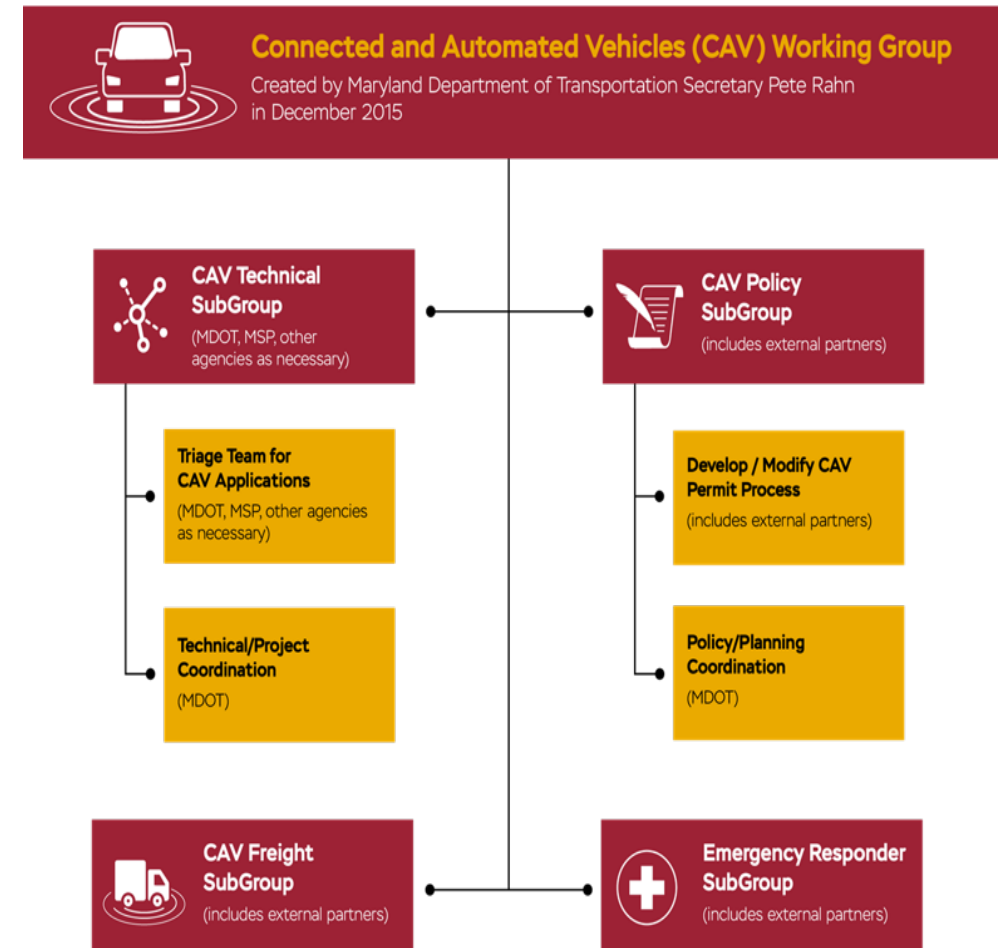 Connected and Automated Vehicles (CAV) Working Group
Created by Maryland Department of Transportation Secretary Pete Rahn
in December 2015
CAV Technical
SubGroup
(MDOT, MSP, other
agencies as necessary)
Triage Team for
CAV Applications
(MDOT, MSP, other agencies
as necessary)
Technical/Project
Coordination
(MDOT)
CAV Policy
SubGroup
(includes external partners)
Develop / Modify CAV
Permit Process
(includes external partners)
Policy/Planning
Coordination
(MDOT)
CAV Freight
SubGroup
(includes external partners)
Emergency Responder
SubGroup
(includes external partners)